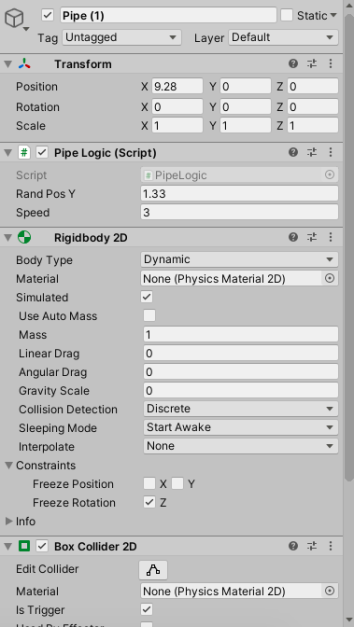 Pipe (1) Static
Tag Untagged Layer Default
Transform
Position X 9.28 Y 0 Z 0
Rotation X 0 Y 0 Z 0
Scale X 1 Y 1 Z 1
# Pipe Logic (Script)
Script # PipeLogic
Rand Pos Y 1.33
Speed 3
Rigidbody 2D
Body Type Dynamic
Material None (Physics Material 2D)
Simulated
Use Auto Mass
Mass 1
Linear Drag 0
Angular Drag 0
Gravity Scale 0
Collision Detection Discrete
Sleeping Mode Start Awake
Interpolate None
Constraints
Freeze Position X Y
Freeze Rotation Z
Info
Box Collider 2D
Edit Collider
Material None (Physics Material 2D)
Is Trigger
Used By Effector